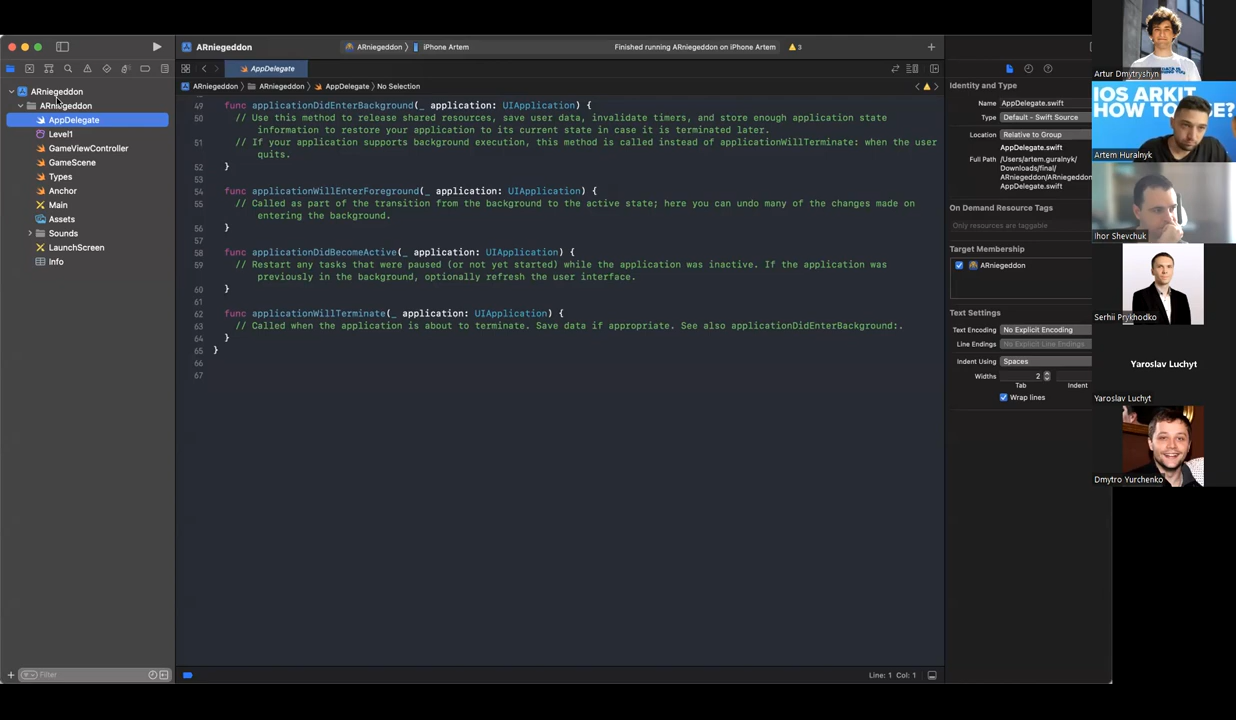 ARniegeddon
ARniegeddon
iPhone Artem
Finished running ARniegeddon on iPhone Artem
3
AppDelegate
ARniegeddon
ARniegeddon
AppDelegate
No Selection
ARniegeddon
ARniegeddon
AppDelegate
Level1
GameViewController
GameScene
Types
Anchor
Main
Assets
Sounds
LaunchScreen
Info
Filter
49 func applicationDidEnterBackground(_ application: UIApplication) {
50 // Use this method to release shared resources, save user data, invalidate timers, and store enough application state
information to restore your application to its current state in case it is terminated later.
51 // If your application supports background execution, this method is called instead of applicationWillTerminate: when the user
quits.
52 }
53
54 func applicationWillEnterForeground(_ application: UIApplication) {
55 // Called as part of the transition from the background to the active state; here you can undo many of the changes made on
entering the background.
56 }
57
58 func applicationDidBecomeActive(_ application: UIApplication) {
59 // Restart any tasks that were paused (or not yet started) while the application was inactive. If the application was
previously in the background, optionally refresh the user interface.
60 }
61
62 func applicationWillTerminate(_ application: UIApplication) {
63 // Called when the application is about to terminate. Save data if appropriate. See also applicationDidEnterBackground:.
64 }
65 }
66
67
Line: 1 Col: 1
Identity and Type
Name AppDelegate.swift
Type Default - Swift Source
Location Relative to Group
AppDelegate.swift
Full Path /Users/artem.guralnyk/
Downloads/final/
ARniegeddon/ARniegeddon
AppDelegate.swift
On Demand Resource Tags
Only resources are taggable
Target Membership
ARniegeddon
Text Settings
Text Encoding No Explicit Encoding
Line Endings No Explicit Line Endings
Indent Using Spaces
Widths 2
Tab Indent
Wrap lines
Artur Dmytryshyn
IOS ARKIT
HOW TO USE?
Artem Huralnyk
Ihor Shevchuk
Serhii Prykhodko
Yaroslav Luchyt
Yaroslav Luchyt
Dmytro Yurchenko